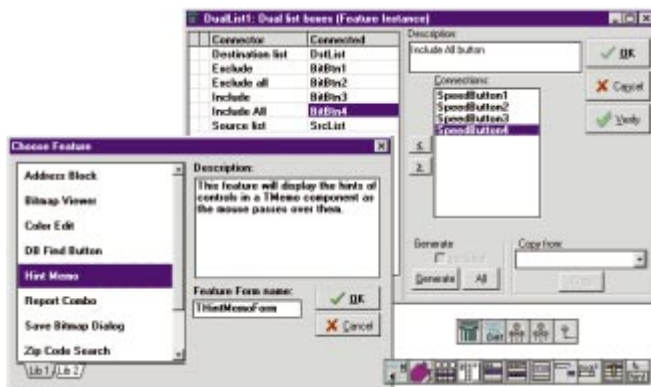 DualList1: Dual list boxes (Feature Instance)
Connector Connected
Destination list DstList
Exclude BitBtn1
Exclude all BitBtn2
Include BitBtn3
Include All BitBtn4
Source list SrcList
Description:
Include All button
Connections:
SpeedButton1
SpeedButton2
SpeedButton3
SpeedButton4
OK
Cancel
Verify
Generate
Generate All
Copy from:
Choose Feature
Address Block
Bitmap Viewer
Color Edit
DB Find Button
Hint Memo
Report Combo
Save Bitmap Dialog
Zip Code Search
Lib 1 Lib 2
Description:
This feature will display the hints of
controls in a TMemo component as
the mouse passes over them.
Feature Form name:
THintMemoForm
OK
Cancel